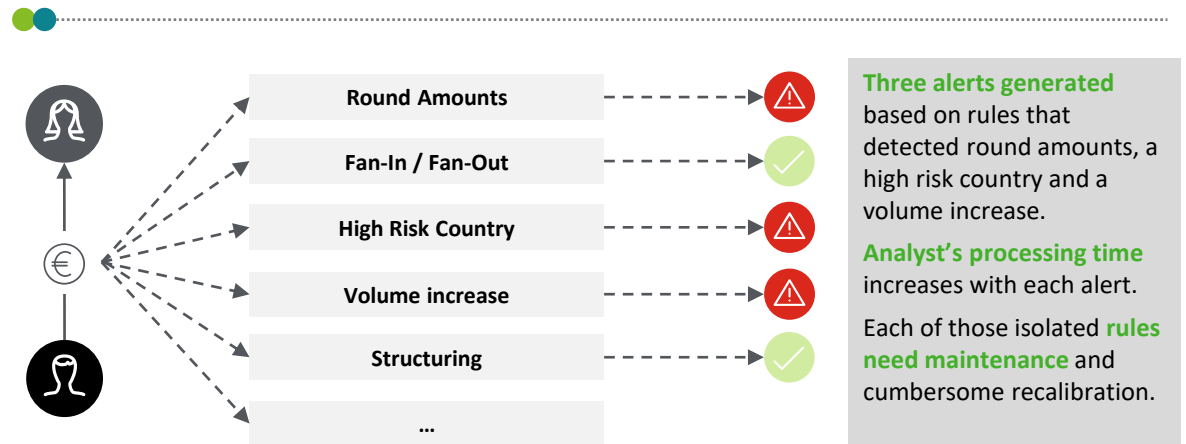 Round Amounts
Fan-In / Fan-Out
High Risk Country
Volume increase
Structuring
...
€
Three alerts generated
based on rules that
detected round amounts, a
high risk country and a
volume increase.
Analyst’s processing time
increases with each alert.
Each of those isolated rules
need maintenance and
cumbersome recalibration.